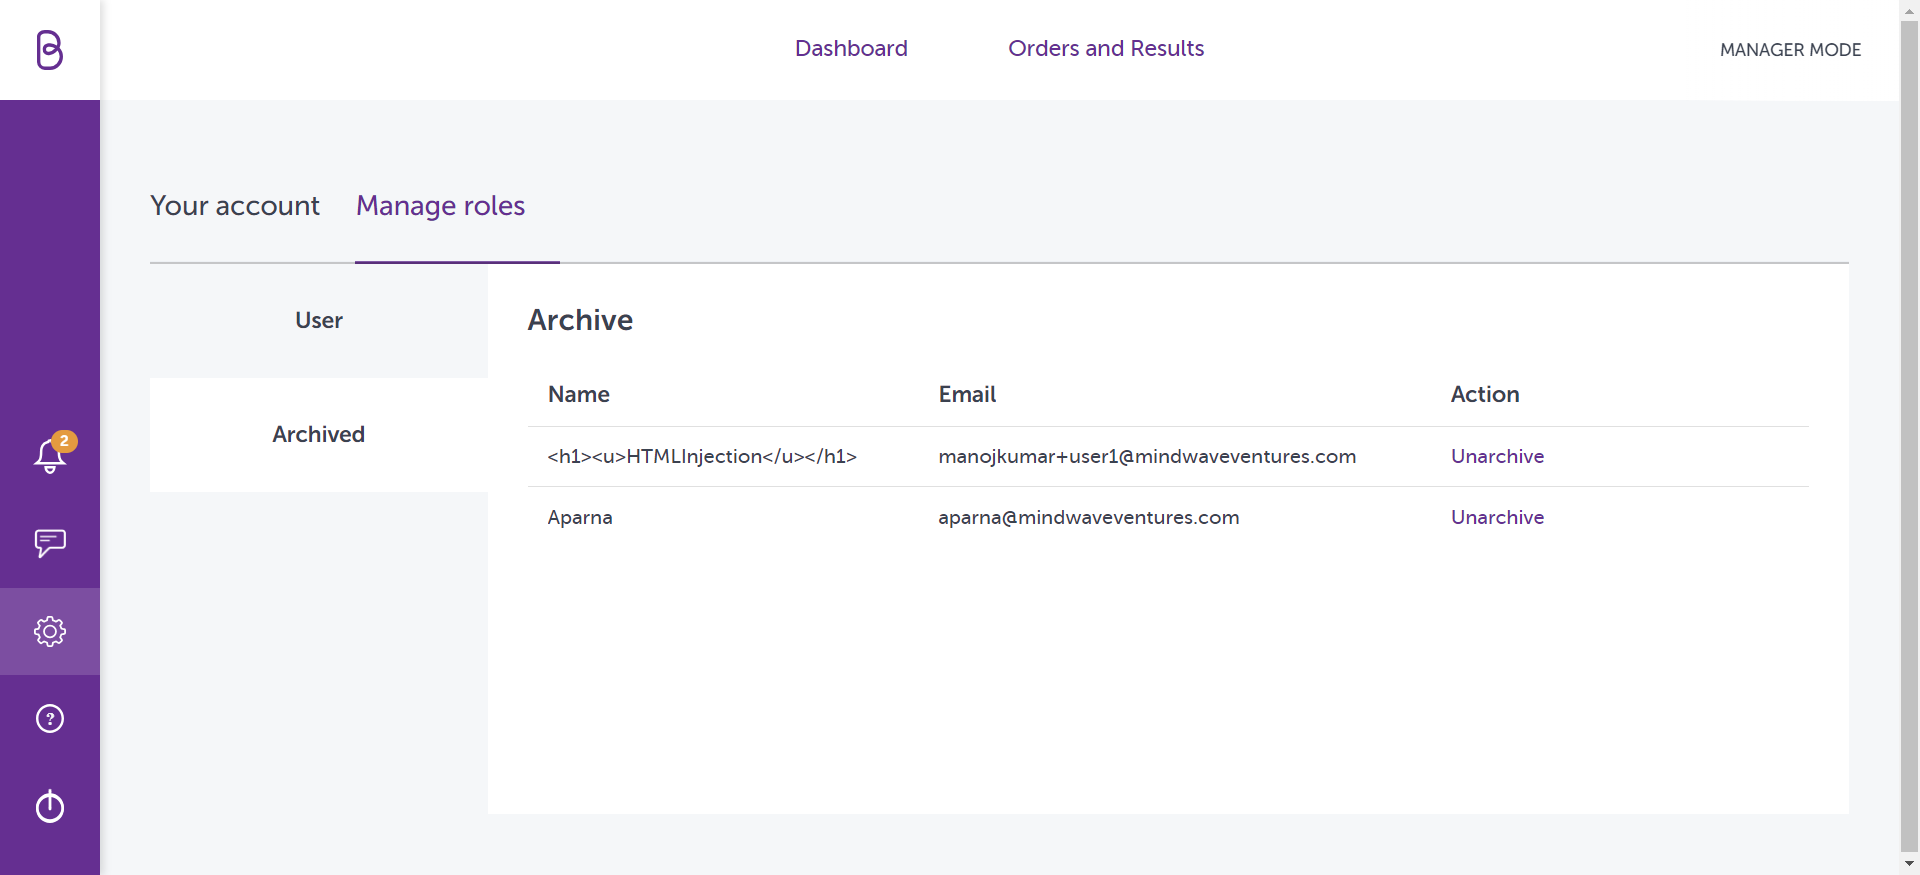 Dashboard
Orders and Results
MANAGER MODE
Your account
Manage roles
User
Archived
Archive
Name Email Action
<h1><u>HTMLInjection</u></h1> manojkumar+user1@mindwaveventures.com Unarchive
Aparna aparna@mindwaveventures.com Unarchive
2
?